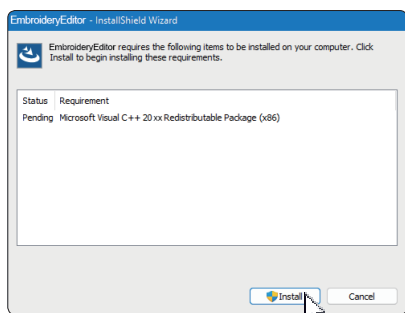 EmbroideryEditor - InstallShield Wizard
EmbroideryEditor requires the following items to be installed on your computer. Click
Install to begin installing these requirements.
Status Requirement
Pending Microsoft Visual C++ 20xx Redistributable Package (x86)
Install Cancel